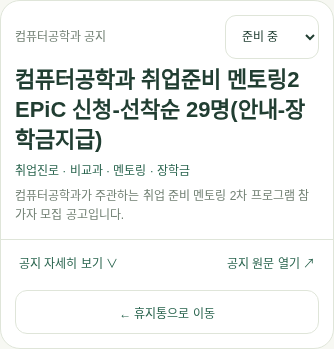 컴퓨터공학과 공지
준비 중
컴퓨터공학과 취업준비 멘토링2
EPiC 신청-선착순 29명(안내-장
학금지급)
취업진로 · 비교과 · 멘토링 · 장학금
컴퓨터공학과가 주관하는 취업 준비 멘토링 2차 프로그램 참
가자 모집 공고입니다.
공지 자세히 보기 ∨
공지 원문 열기 ↗
← 휴지통으로 이동